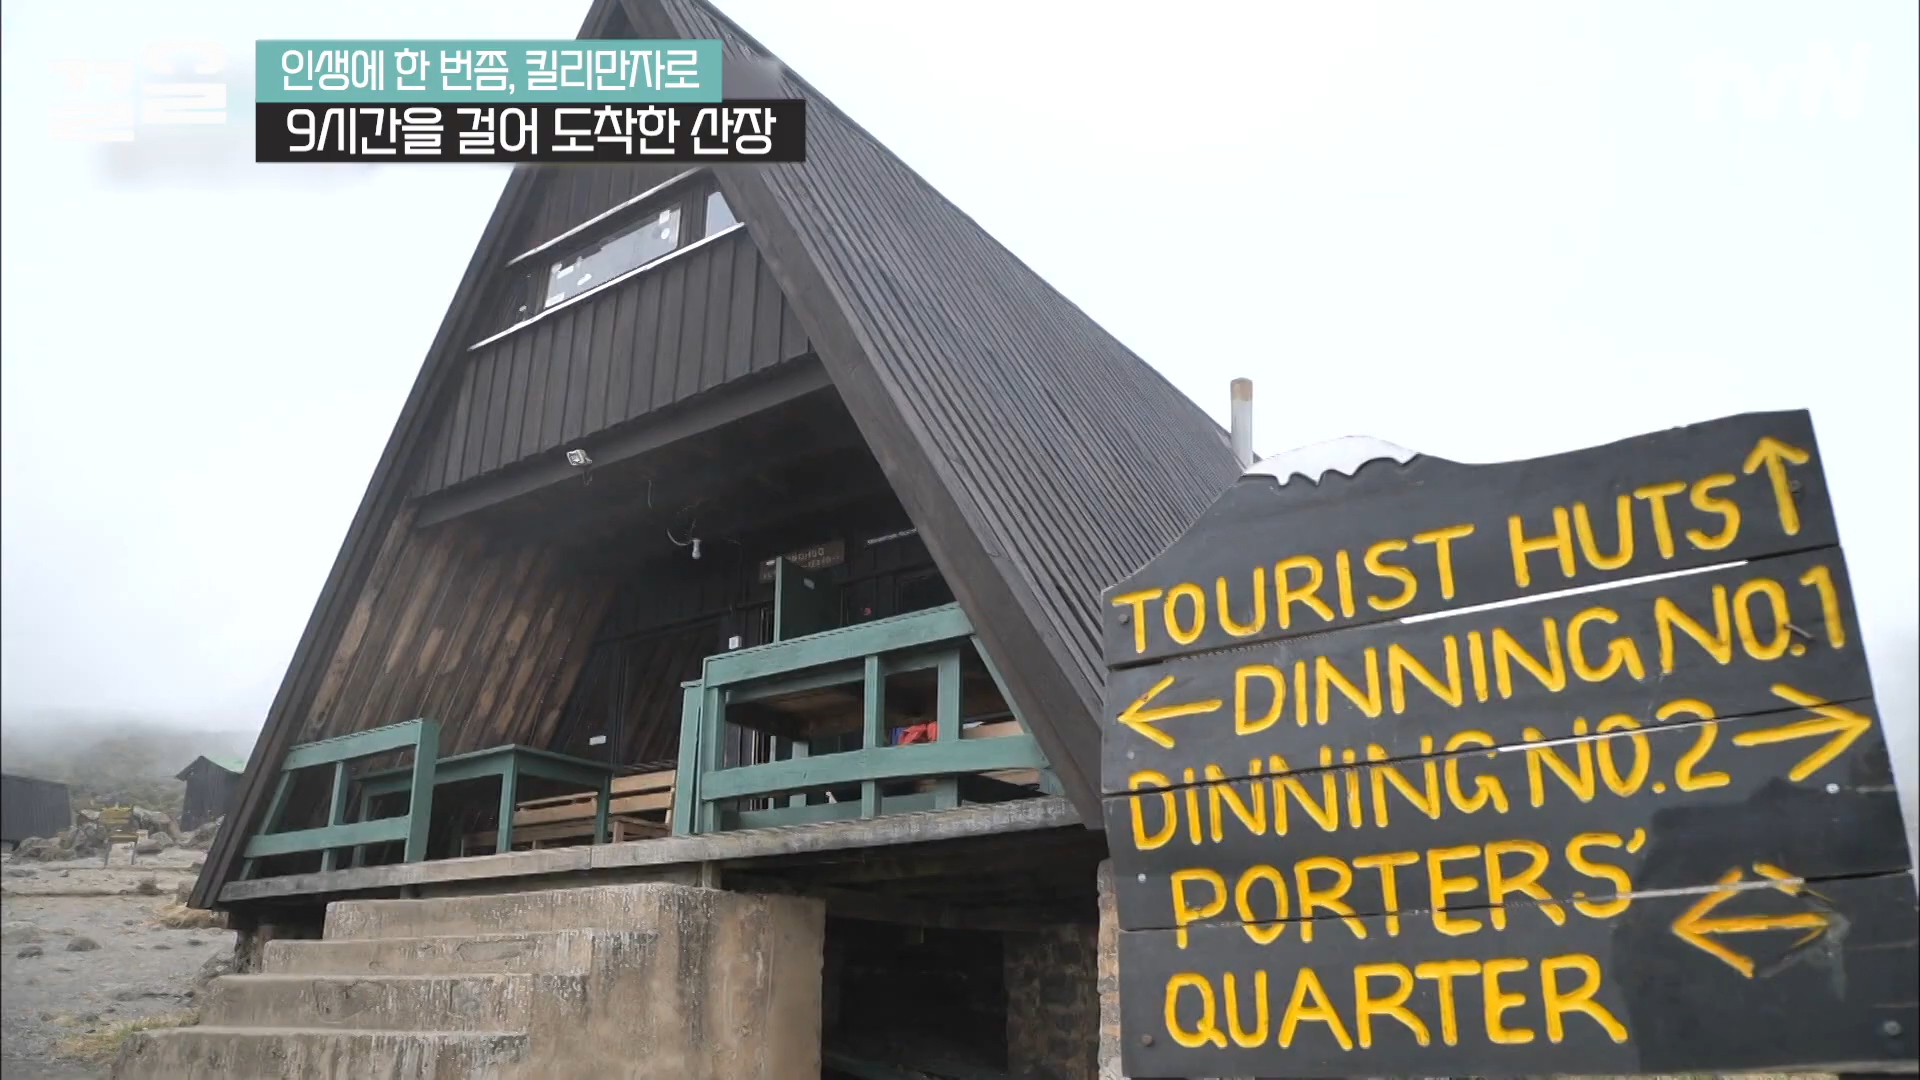 인생에 한 번쯤, 킬리만자로
9시간을 걸어 도착한 산장
tvN
TOURIST HUTS ↑
← DINNING NO.1
DINNING NO.2 →
PORTERS' ←
QUARTER